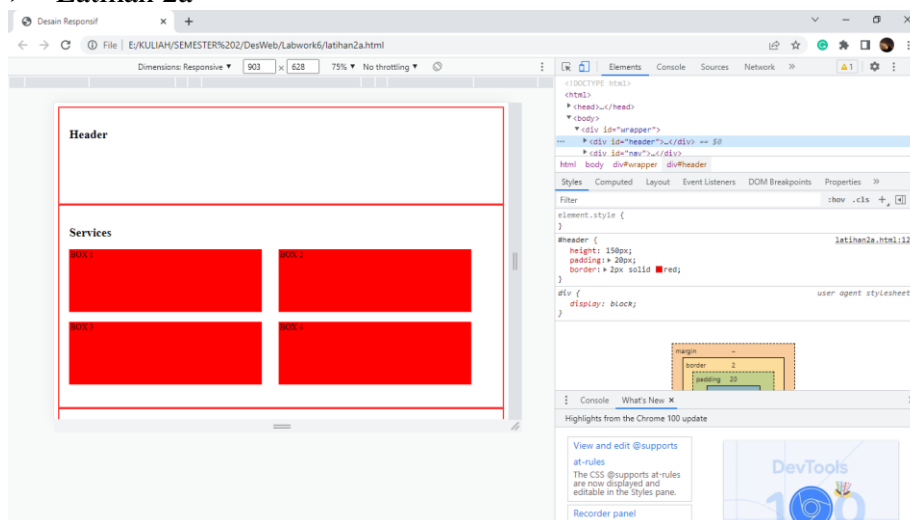 Latihan 2a
Desain Responsif
File | E:/KULIAH/SEMESTER%202/DesWeb/Labwork6/latihan2a.html
Dimensions: Responsive 903 × 628 75% No throttling
Elements Console Sources Network » 1
<!DOCTYPE html>
<html>
<head>…</head>
<body>
<div id="wrapper">
<div id="header">…</div> == $0
<div id="nav">…</div>
html body div#wrapper div#header
Styles Computed Layout Event Listeners DOM Breakpoints Properties »
Filter :hov .cls +
element.style {
}
#header { latihan2a.html:12
height: 150px;
padding: 20px;
border: 2px solid red;
}
div { user agent stylesheet
display: block;
}
margin -
border 2
padding 20
Console What's New ×
Highlights from the Chrome 100 update
View and edit @supports
at-rules
The CSS @supports at-rules
are now displayed and
editable in the Styles pane.
Recorder panel
DevTools
100
Header
Services
BOX 1 BOX 2
BOX 3 BOX 4